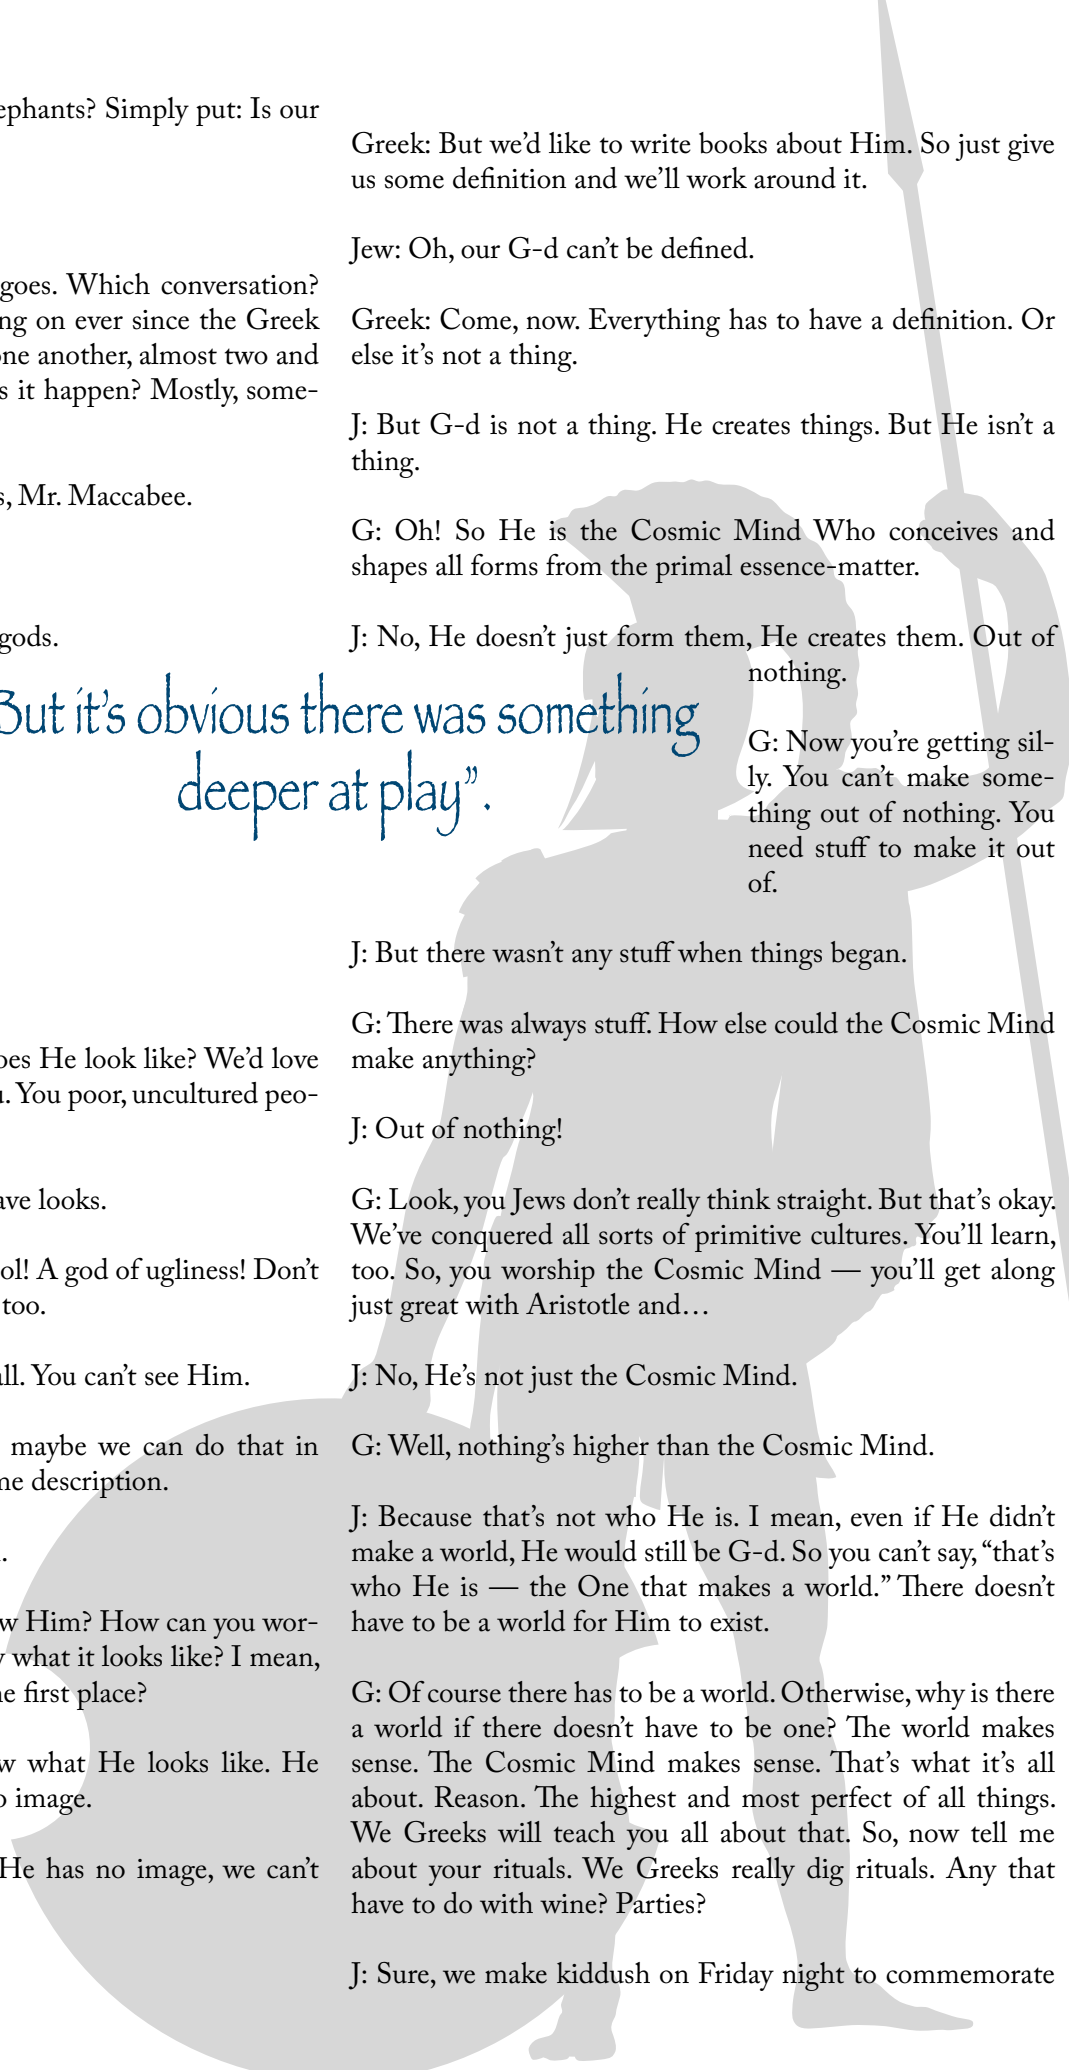 ephants? Simply put: Is our
goes. Which conversation?
ng on ever since the Greek
one another, almost two and
s it happen? Mostly, some-
s, Mr. Maccabee.
gods.
But it’s obvious there was something
deeper at play”.
oes He look like? We’d love
u. You poor, uncultured peo-
ave looks.
ol! A god of ugliness! Don’t
too.
all. You can’t see Him.
maybe we can do that in
me description.
w Him? How can you wor-
y what it looks like? I mean,
he first place?
w what He looks like. He
o image.
He has no image, we can’t
Greek: But we’d like to write books about Him. So just give
us some definition and we’ll work around it.
Jew: Oh, our G-d can’t be defined.
Greek: Come, now. Everything has to have a definition. Or
else it’s not a thing.
J: But G-d is not a thing. He creates things. But He isn’t a
thing.
G: Oh! So He is the Cosmic Mind Who conceives and
shapes all forms from the primal essence-matter.
J: No, He doesn’t just form them, He creates them. Out of
nothing.
G: Now you’re getting sil-
ly. You can’t make some-
thing out of nothing. You
need stuff to make it out
of.
J: But there wasn’t any stuff when things began.
G: There was always stuff. How else could the Cosmic Mind
make anything?
J: Out of nothing!
G: Look, you Jews don’t really think straight. But that’s okay.
We’ve conquered all sorts of primitive cultures. You’ll learn,
too. So, you worship the Cosmic Mind — you’ll get along
just great with Aristotle and…
J: No, He’s not just the Cosmic Mind.
G: Well, nothing’s higher than the Cosmic Mind.
J: Because that’s not who He is. I mean, even if He didn’t
make a world, He would still be G-d. So you can’t say, “that’s
who He is — the One that makes a world.” There doesn’t
have to be a world for Him to exist.
G: Of course there has to be a world. Otherwise, why is there
a world if there doesn’t have to be one? The world makes
sense. The Cosmic Mind makes sense. That’s what it’s all
about. Reason. The highest and most perfect of all things.
We Greeks will teach you all about that. So, now tell me
about your rituals. We Greeks really dig rituals. Any that
have to do with wine? Parties?
J: Sure, we make kiddush on Friday night to commemorate